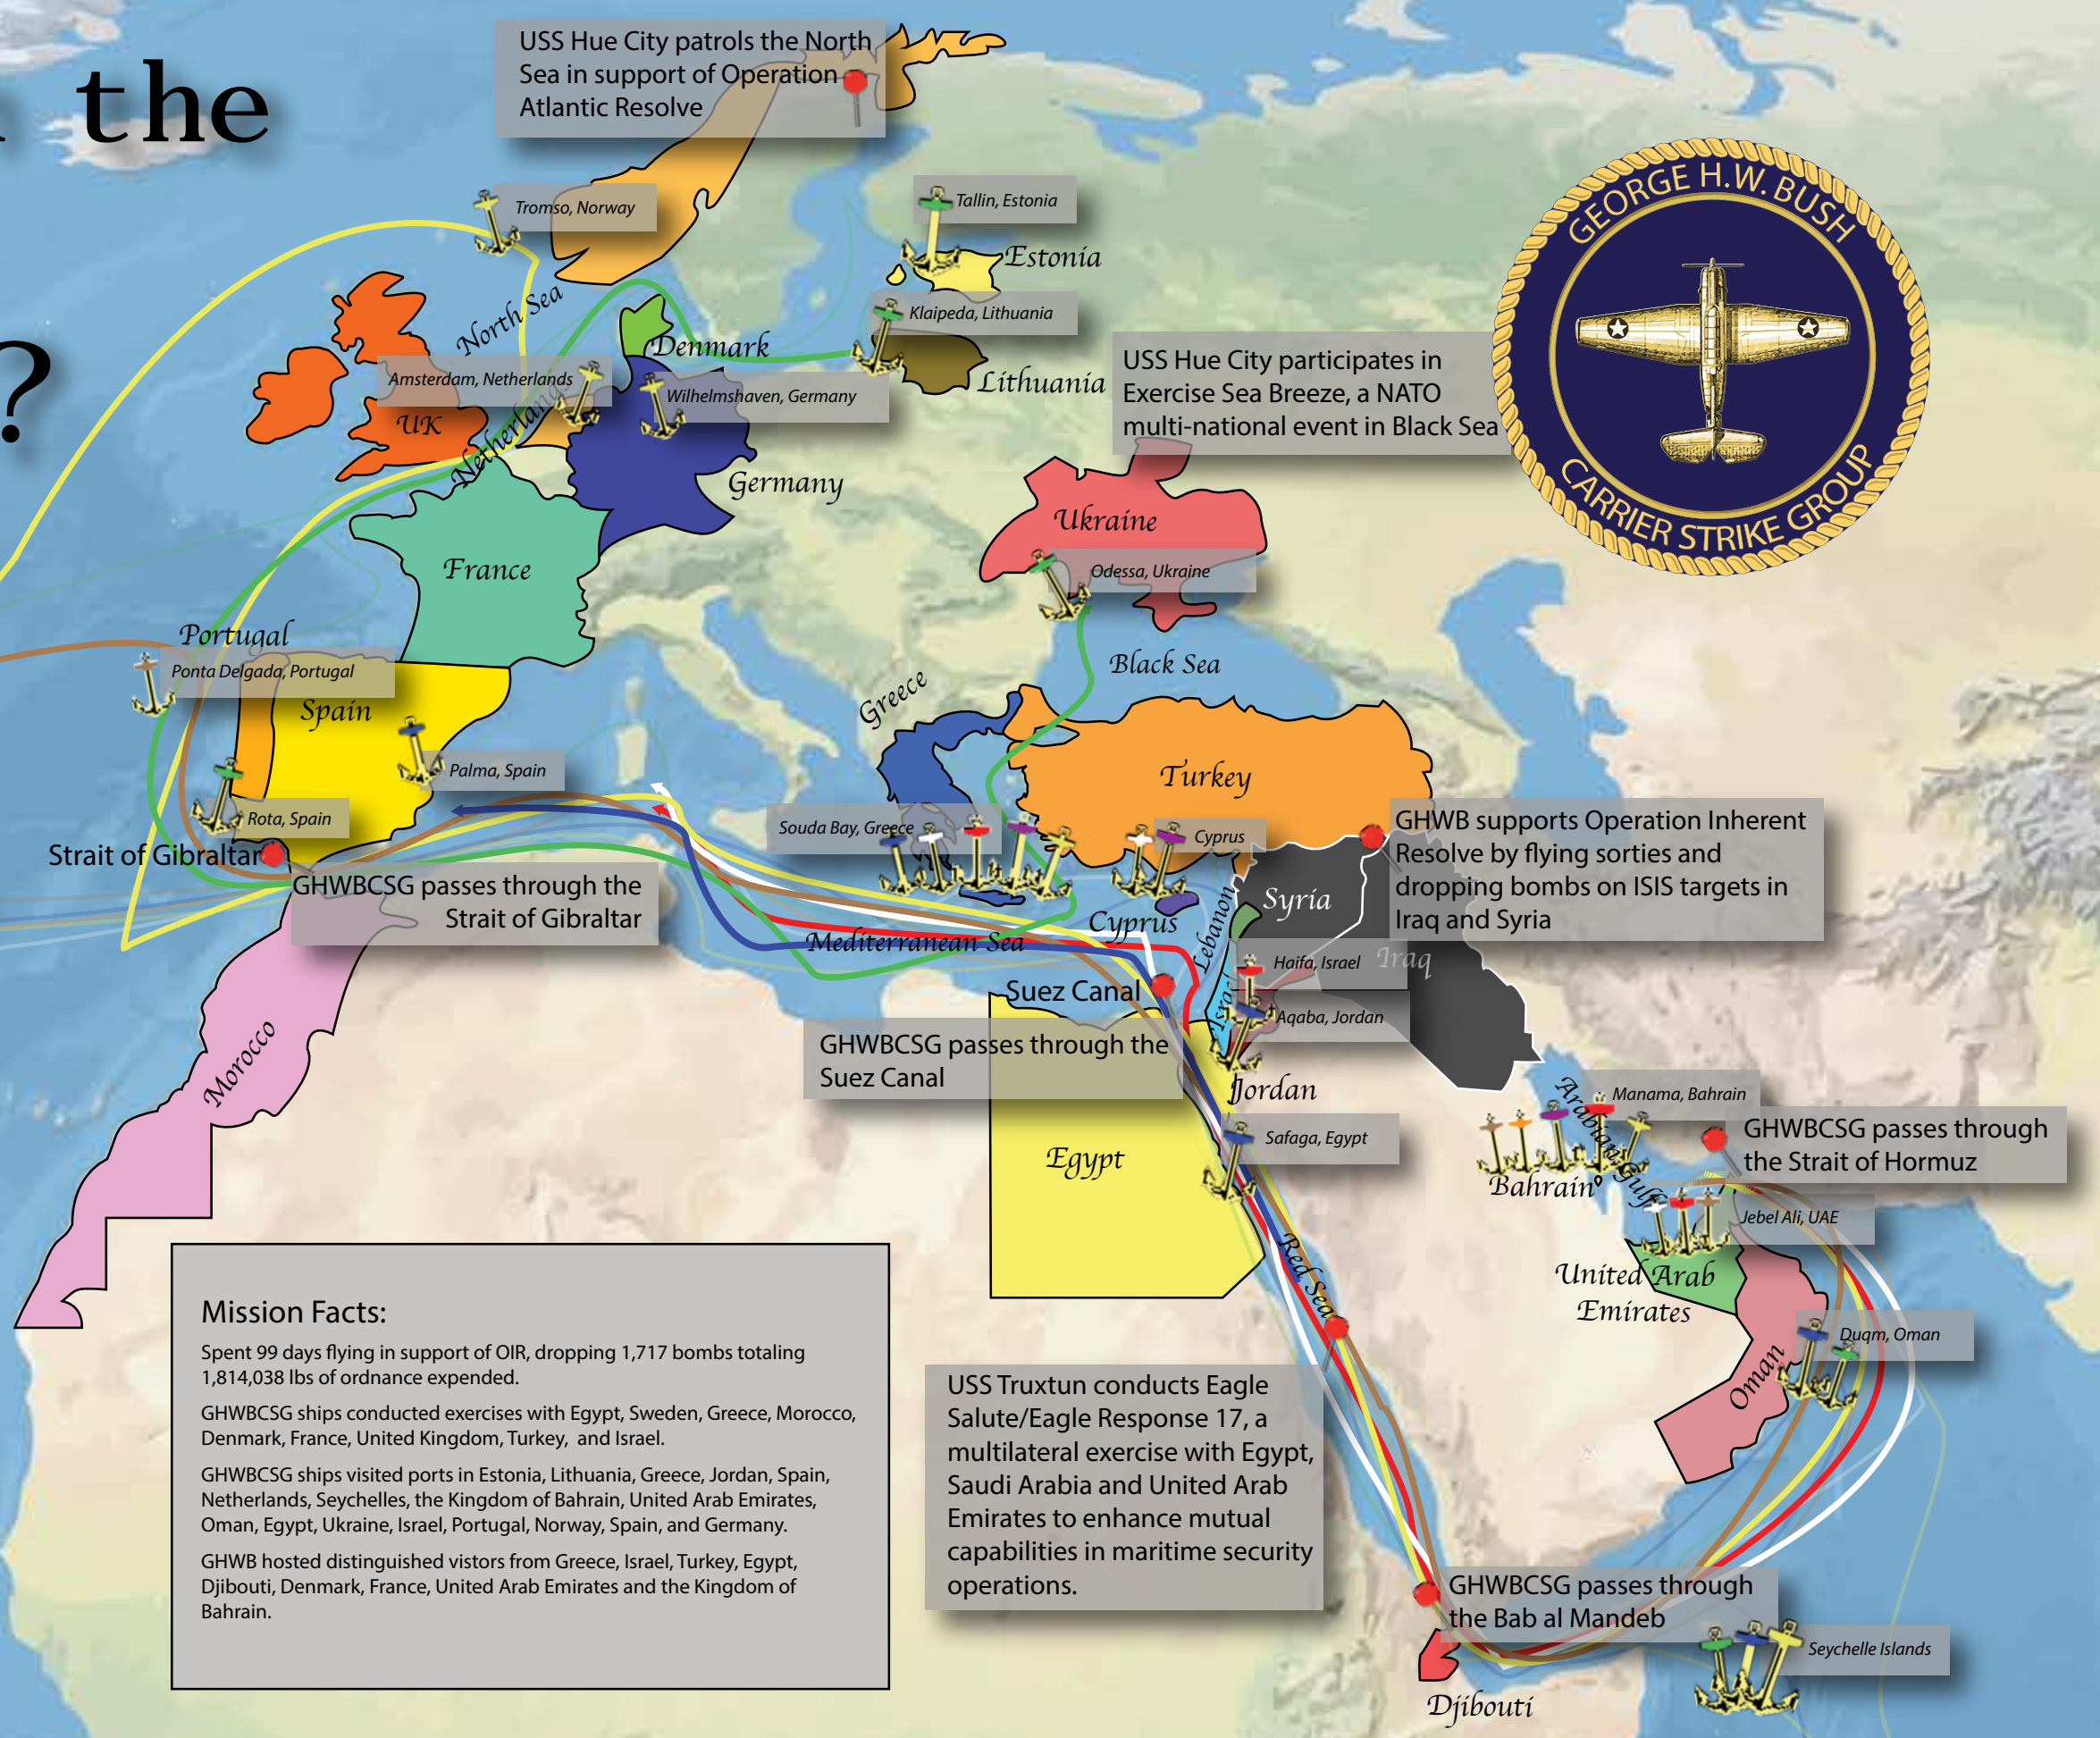 the
?
USS Hue City patrols the North
Sea in support of Operation
Atlantic Resolve
Tromso, Norway
Tallin, Estonia
Estonia
North Sea
Klaipeda, Lithuania
Denmark
Lithuania
Amsterdam, Netherlands
Wilhelmshaven, Germany
UK
Netherlands
Germany
France
GEORGE H.W. BUSH
CARRIER STRIKE GROUP
USS Hue City participates in
Exercise Sea Breeze, a NATO
multi-national event in Black Sea
Ukraine
Odessa, Ukraine
Black Sea
Portugal
Ponta Delgada, Portugal
Spain
Palma, Spain
Rota, Spain
Strait of Gibraltar
GHWBCSG passes through the
Strait of Gibraltar
Morocco
Greece
Turkey
Souda Bay, Greece
Cyprus
Cyprus
Mediterranean Sea
Lebanon
Syria
Iraq
GHWB supports Operation Inherent
Resolve by flying sorties and
dropping bombs on ISIS targets in
Iraq and Syria
Haifa, Israel
Israel
Aqaba, Jordan
Jordan
Suez Canal
GHWBCSG passes through the
Suez Canal
Egypt
Safaga, Egypt
Red Sea
Arabian Gulf
Manama, Bahrain
Bahrain
GHWBCSG passes through
the Strait of Hormuz
Jebel Ali, UAE
United Arab
Emirates
Duqm, Oman
Oman
USS Truxtun conducts Eagle
Salute/Eagle Response 17, a
multilateral exercise with Egypt,
Saudi Arabia and United Arab
Emirates to enhance mutual
capabilities in maritime security
operations.
GHWBCSG passes through
the Bab al Mandeb
Djibouti
Seychelle Islands
Mission Facts:
Spent 99 days flying in support of OIR, dropping 1,717 bombs totaling
1,814,038 lbs of ordnance expended.
GHWBCSG ships conducted exercises with Egypt, Sweden, Greece, Morocco,
Denmark, France, United Kingdom, Turkey, and Israel.
GHWBCSG ships visited ports in Estonia, Lithuania, Greece, Jordan, Spain,
Netherlands, Seychelles, the Kingdom of Bahrain, United Arab Emirates,
Oman, Egypt, Ukraine, Israel, Portugal, Norway, Spain, and Germany.
GHWB hosted distinguished vistors from Greece, Israel, Turkey, Egypt,
Djibouti, Denmark, France, United Arab Emirates and the Kingdom of
Bahrain.